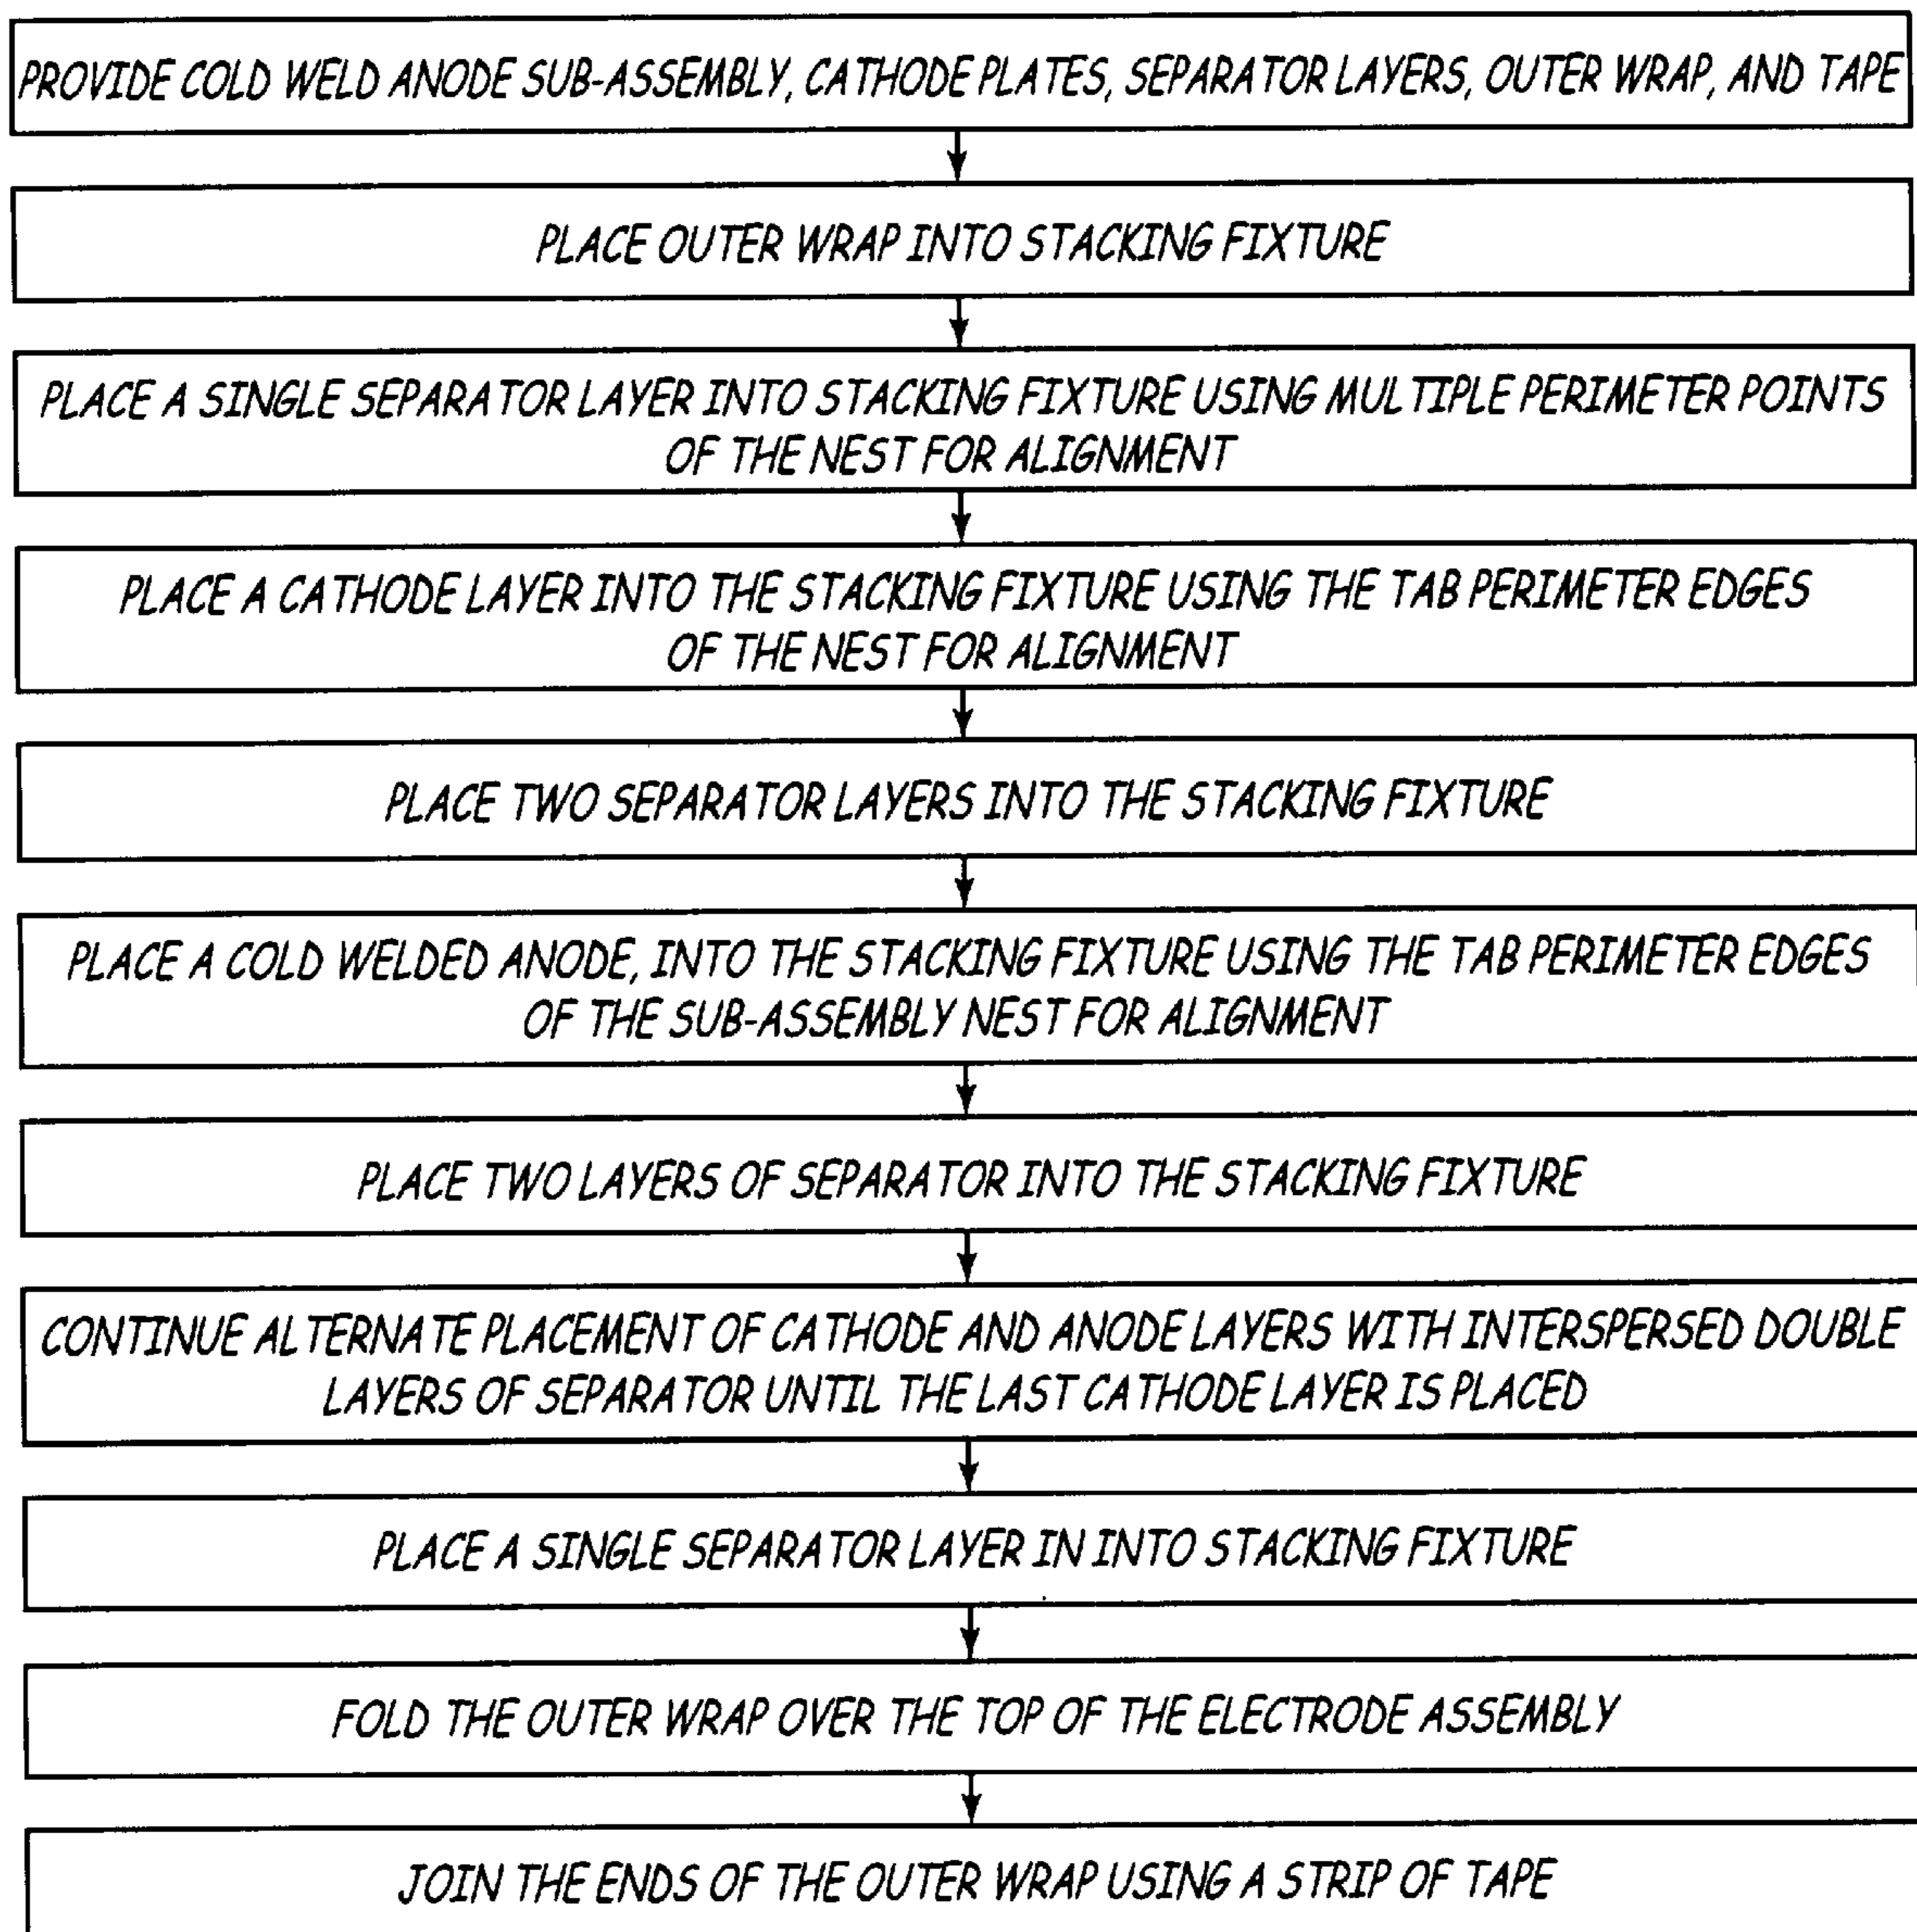 PROVIDE COLD WELD ANODE SUB-ASSEMBLY, CATHODE PLATES, SEPARATOR LAYERS, OUTER WRAP, AND TAPE
PLACE OUTER WRAP INTO STACKING FIXTURE
PLACE A SINGLE SEPARATOR LAYER INTO STACKING FIXTURE USING MULTIPLE PERIMETER POINTS
OF THE NEST FOR ALIGNMENT
PLACE A CATHODE LAYER INTO THE STACKING FIXTURE USING THE TAB PERIMETER EDGES
OF THE NEST FOR ALIGNMENT
PLACE TWO SEPARATOR LAYERS INTO THE STACKING FIXTURE
PLACE A COLD WELDED ANODE, INTO THE STACKING FIXTURE USING THE TAB PERIMETER EDGES
OF THE SUB-ASSEMBLY NEST FOR ALIGNMENT
PLACE TWO LAYERS OF SEPARATOR INTO THE STACKING FIXTURE
CONTINUE ALTERNATE PLACEMENT OF CATHODE AND ANODE LAYERS WITH INTERSPERSED DOUBLE
LAYERS OF SEPARATOR UNTIL THE LAST CATHODE LAYER IS PLACED
PLACE A SINGLE SEPARATOR LAYER IN INTO STACKING FIXTURE
FOLD THE OUTER WRAP OVER THE TOP OF THE ELECTRODE ASSEMBLY
JOIN THE ENDS OF THE OUTER WRAP USING A STRIP OF TAPE